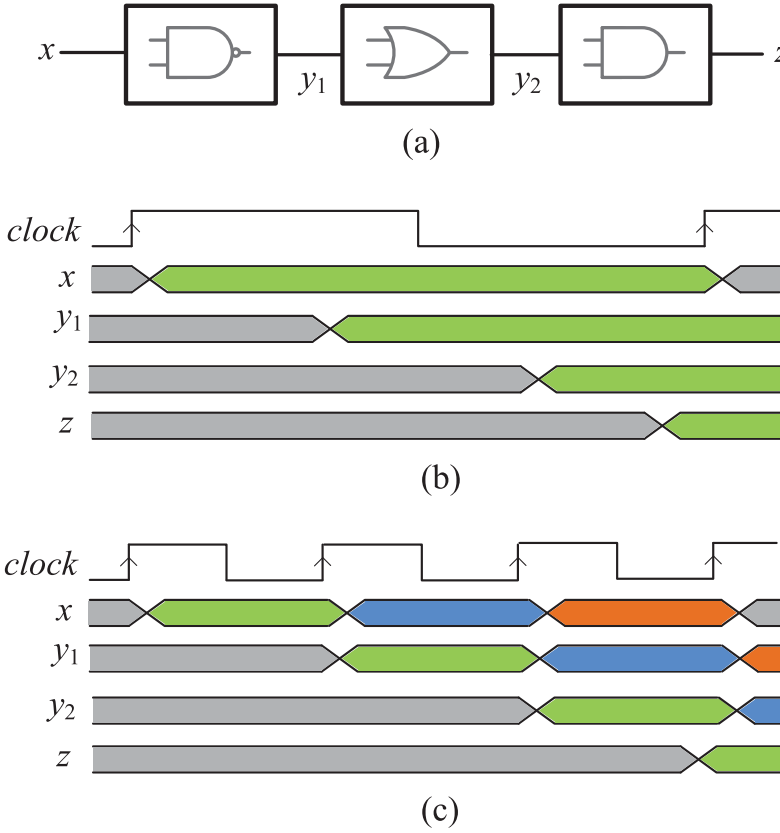 x y₁ y₂ z
(a)
clock
x
y₁
y₂
z
(b)
clock
x
y₁
y₂
z
(c)